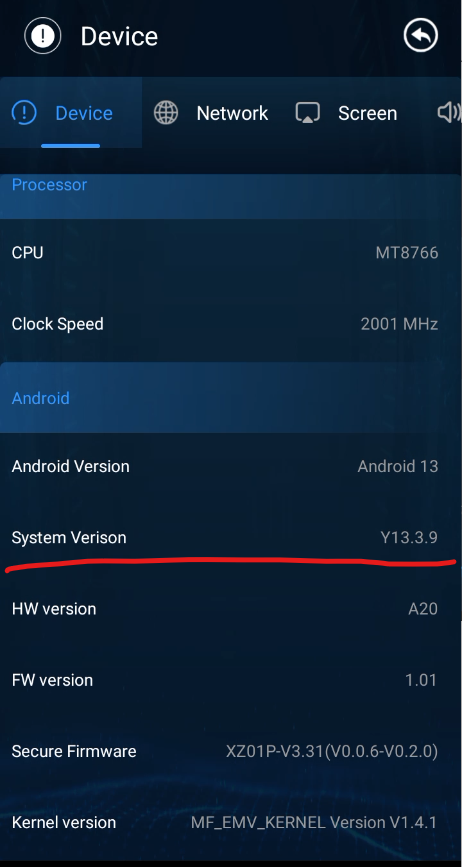 Device
Device Network Screen
Processor
CPU MT8766
Clock Speed 2001 MHz
Android
Android Version Android 13
System Verison Y13.3.9
HW version A20
FW version 1.01
Secure Firmware XZ01P-V3.31(V0.0.6-V0.2.0)
Kernel version MF_EMV_KERNEL Version V1.4.1